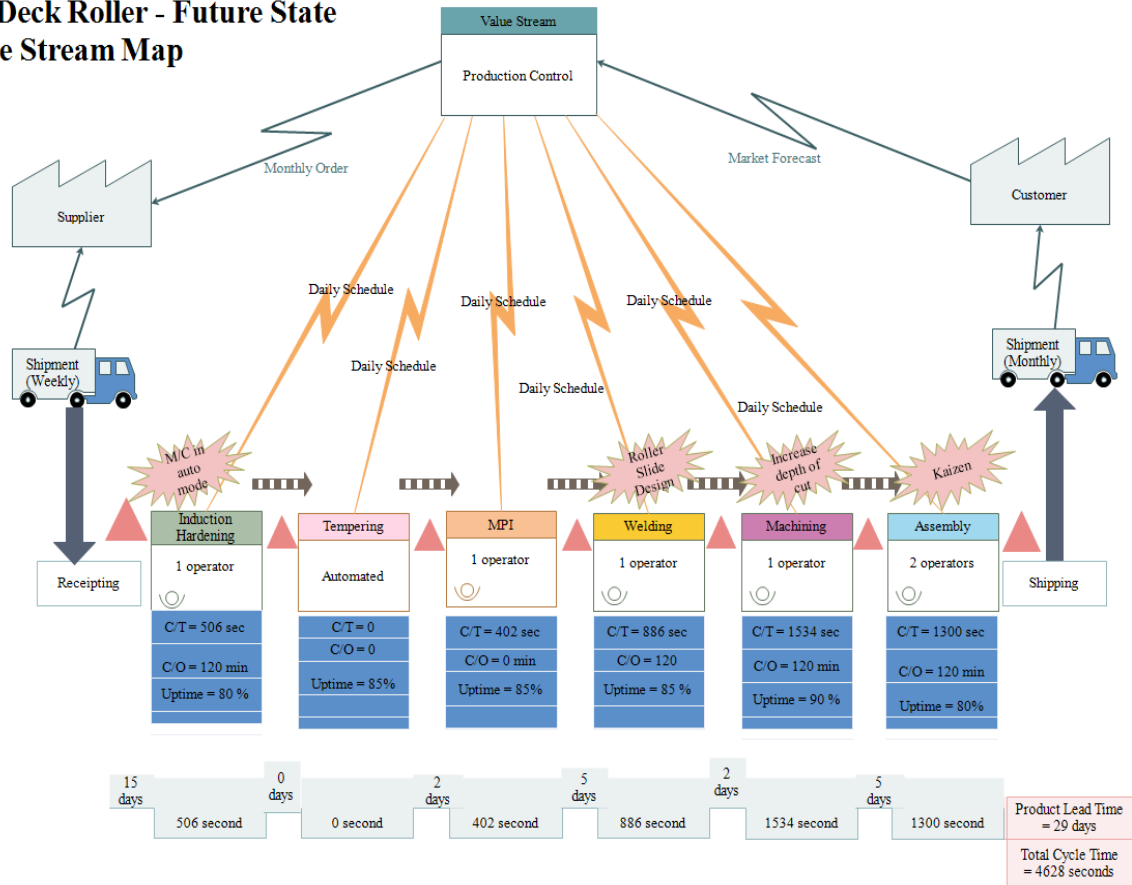 Deck Roller - Future State
e Stream Map
Value Stream
Production Control
Monthly Order
Market Forecast
Supplier
Customer
Daily Schedule
Daily Schedule
Daily Schedule
Daily Schedule
Daily Schedule
Daily Schedule
Shipment
(Weekly)
Shipment
(Monthly)
M/C in
auto
mode
Roller
Slide
Design
Increase
depth of
cut
Kaizen
Receipting
Induction
Hardening
1 operator
C/T = 506 sec
C/O = 120 min
Uptime = 80 %
Tempering
Automated
C/T = 0
C/O = 0
Uptime = 85%
MPI
1 operator
C/T = 402 sec
C/O = 0 min
Uptime = 85%
Welding
1 operator
C/T = 886 sec
C/O = 120
Uptime = 85 %
Machining
1 operator
C/T = 1534 sec
C/O = 120 min
Uptime = 90 %
Assembly
2 operators
C/T = 1300 sec
C/O = 120 min
Uptime = 80%
Shipping
15
days
506 second
0
days
0 second
2
days
402 second
5
days
886 second
2
days
1534 second
5
days
1300 second
Product Lead Time
= 29 days
Total Cycle Time
= 4628 seconds